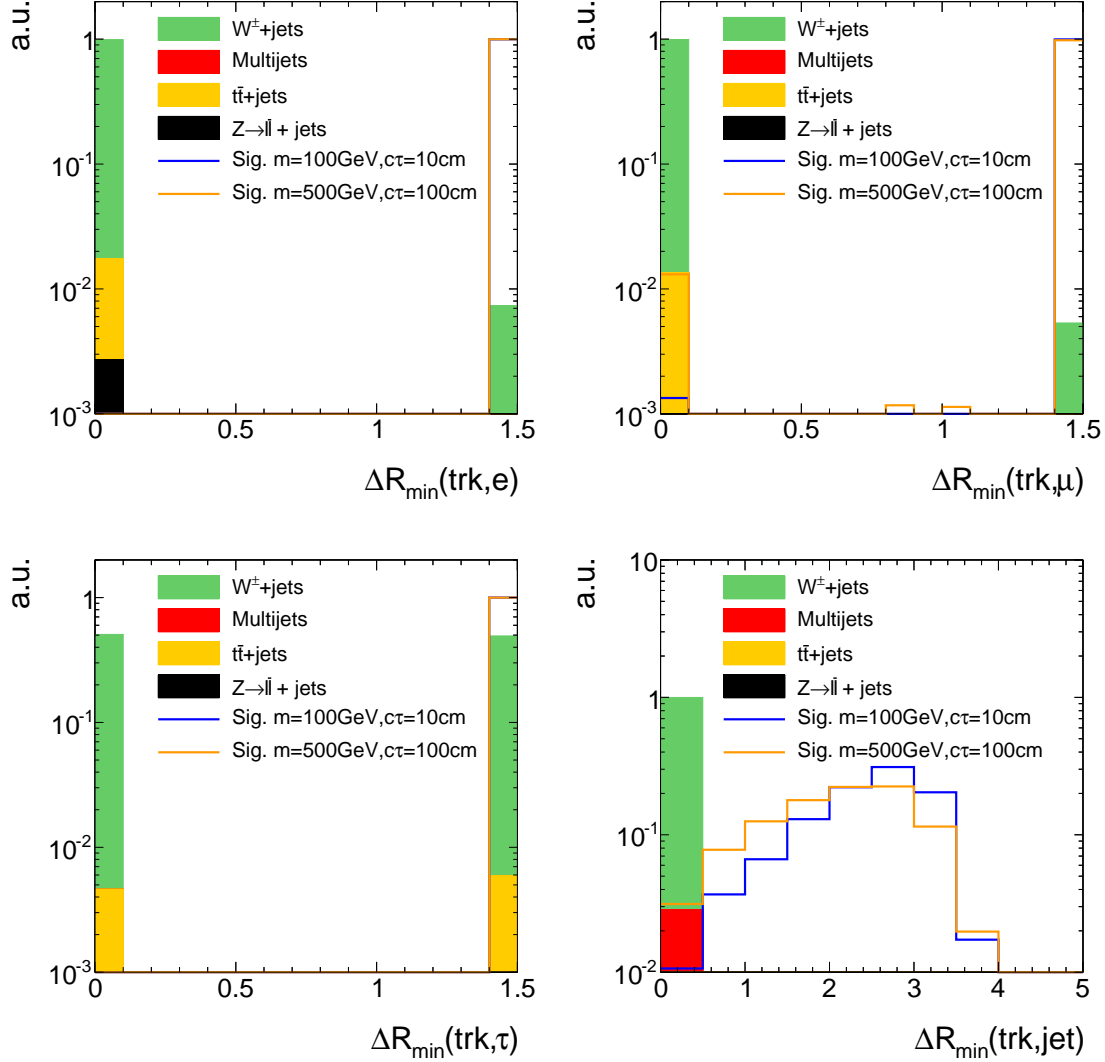 a.u.
W±+jets
Multijets
tt̄+jets
Z→ll̄ + jets
Sig. m=100GeV,cτ=10cm
Sig. m=500GeV,cτ=100cm
1
10⁻¹
10⁻²
10⁻³
0 0.5 1 1.5
ΔRmin(trk,e)
a.u.
W±+jets
Multijets
tt̄+jets
Z→ll̄ + jets
Sig. m=100GeV,cτ=10cm
Sig. m=500GeV,cτ=100cm
1
10⁻¹
10⁻²
10⁻³
0 0.5 1 1.5
ΔRmin(trk,μ)
a.u.
W±+jets
Multijets
tt̄+jets
Z→ll̄ + jets
Sig. m=100GeV,cτ=10cm
Sig. m=500GeV,cτ=100cm
1
10⁻¹
10⁻²
10⁻³
0 0.5 1 1.5
ΔRmin(trk,τ)
a.u.
W±+jets
Multijets
tt̄+jets
Z→ll̄ + jets
Sig. m=100GeV,cτ=10cm
Sig. m=500GeV,cτ=100cm
10
1
10⁻¹
10⁻²
0 1 2 3 4 5
ΔRmin(trk,jet)